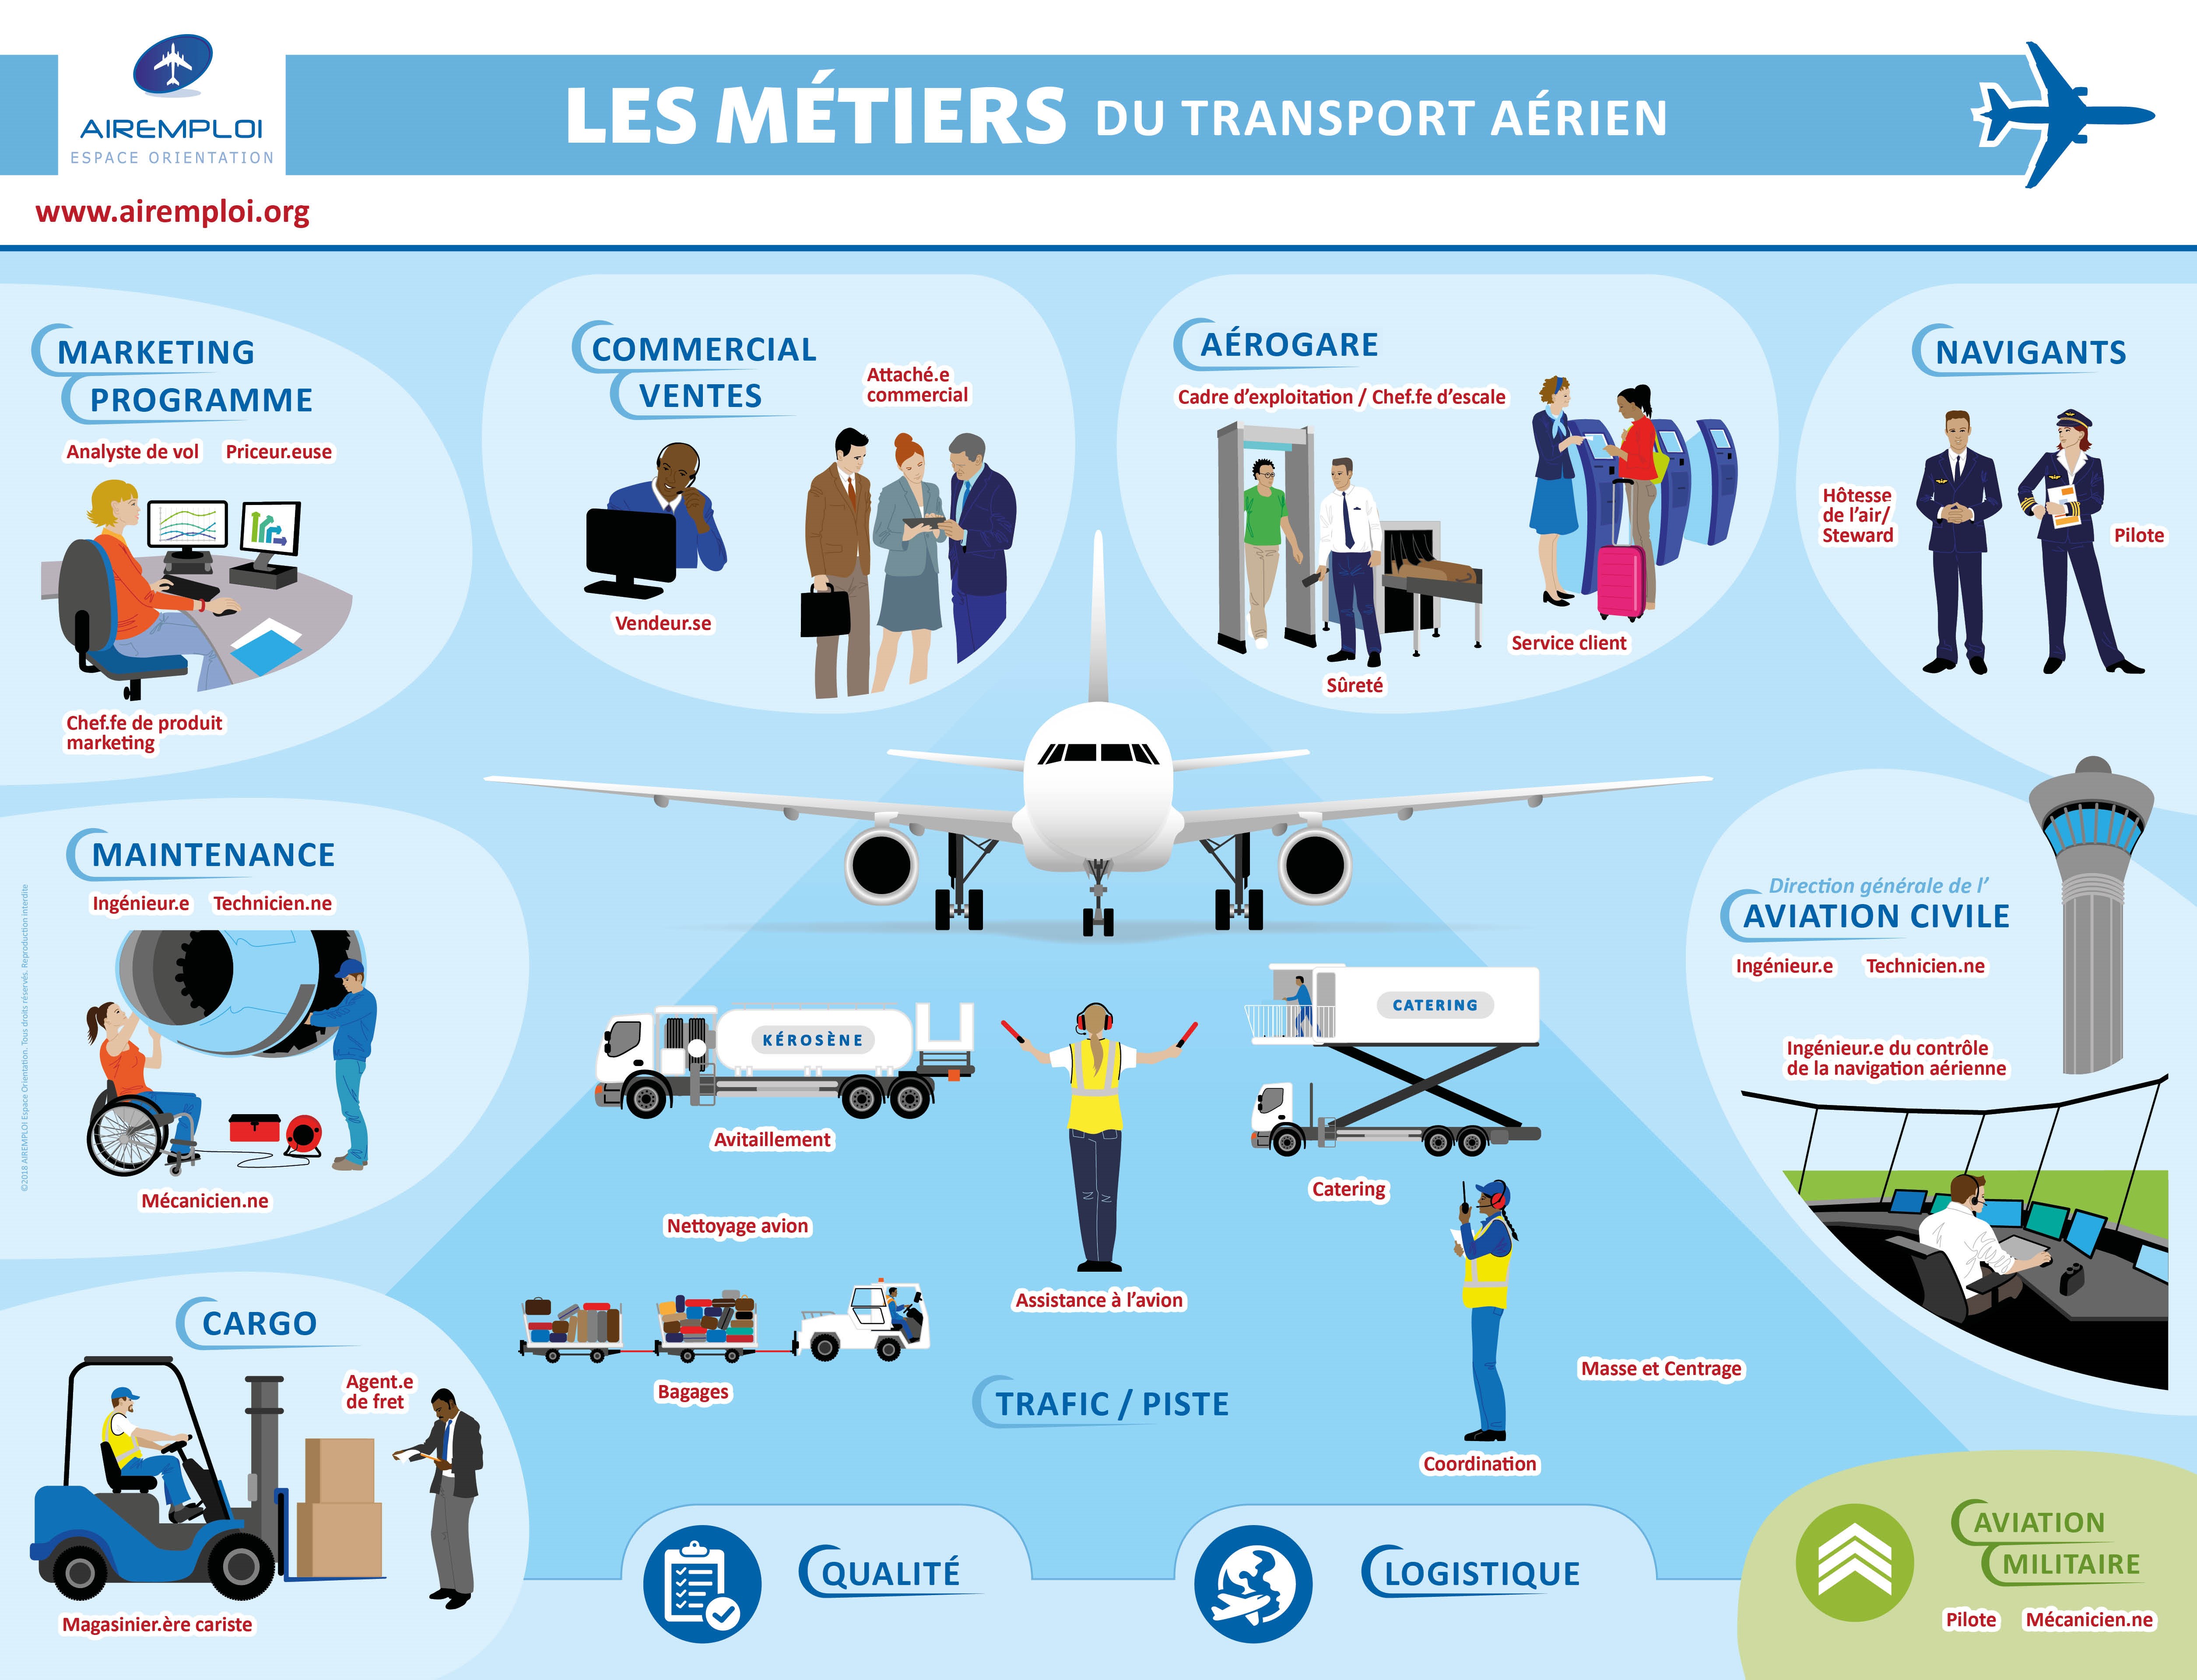 AIREMPLOI
ESPACE ORIENTATION
LES MÉTIERS DU TRANSPORT AÉRIEN
www.airemploi.org
MARKETING
PROGRAMME
Analyste de vol
Priceur.euse
Chef.fe de produit
marketing
COMMERCIAL
VENTES
Attaché.e
commercial
Vendeur.se
AÉROGARE
Cadre d'exploitation / Chef.fe d'escale
Sûreté
Service client
NAVIGANTS
Hôtesse
de l'air/
Steward
Pilote
MAINTENANCE
Ingénieur.e
Technicien.ne
Mécanicien.ne
Direction générale de l'
AVIATION CIVILE
Ingénieur.e
Technicien.ne
Ingénieur.e du contrôle
de la navigation aérienne
KÉROSÈNE
Avitaillement
CATERING
Catering
Nettoyage avion
Assistance à l'avion
Bagages
TRAFIC / PISTE
Masse et Centrage
Coordination
CARGO
Agent.e
de fret
Magasinier.ère cariste
QUALITÉ
LOGISTIQUE
AVIATION
MILITAIRE
Pilote
Mécanicien.ne
©2018 AIREMPLOI Espace Orientation. Tous droits réservés. Reproduction interdite